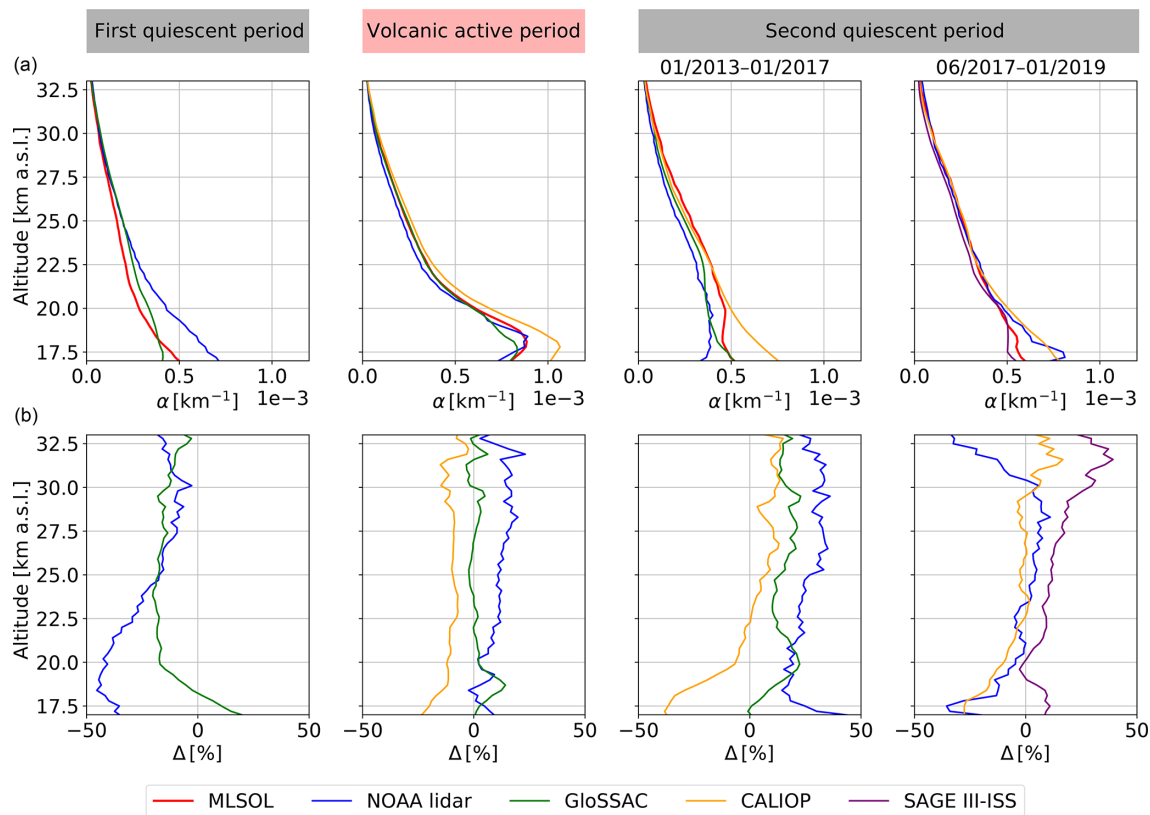 First quiescent period
Volcanic active period
Second quiescent period
(a)
01/2013–01/2017
06/2017–01/2019
Altitude [km a.s.l.]
32.5
30.0
27.5
25.0
22.5
20.0
17.5
0.0 0.5 1.0
0.0 0.5 1.0
0.0 0.5 1.0
0.0 0.5 1.0
α [km⁻¹] 1e−3
α [km⁻¹] 1e−3
α [km⁻¹] 1e−3
α [km⁻¹] 1e−3
(b)
Altitude [km a.s.l.]
32.5
30.0
27.5
25.0
22.5
20.0
17.5
−50 0 50
−50 0 50
−50 0 50
−50 0 50
Δ [%]
Δ [%]
Δ [%]
Δ [%]
MLSOL NOAA lidar GloSSAC CALIOP SAGE III-ISS